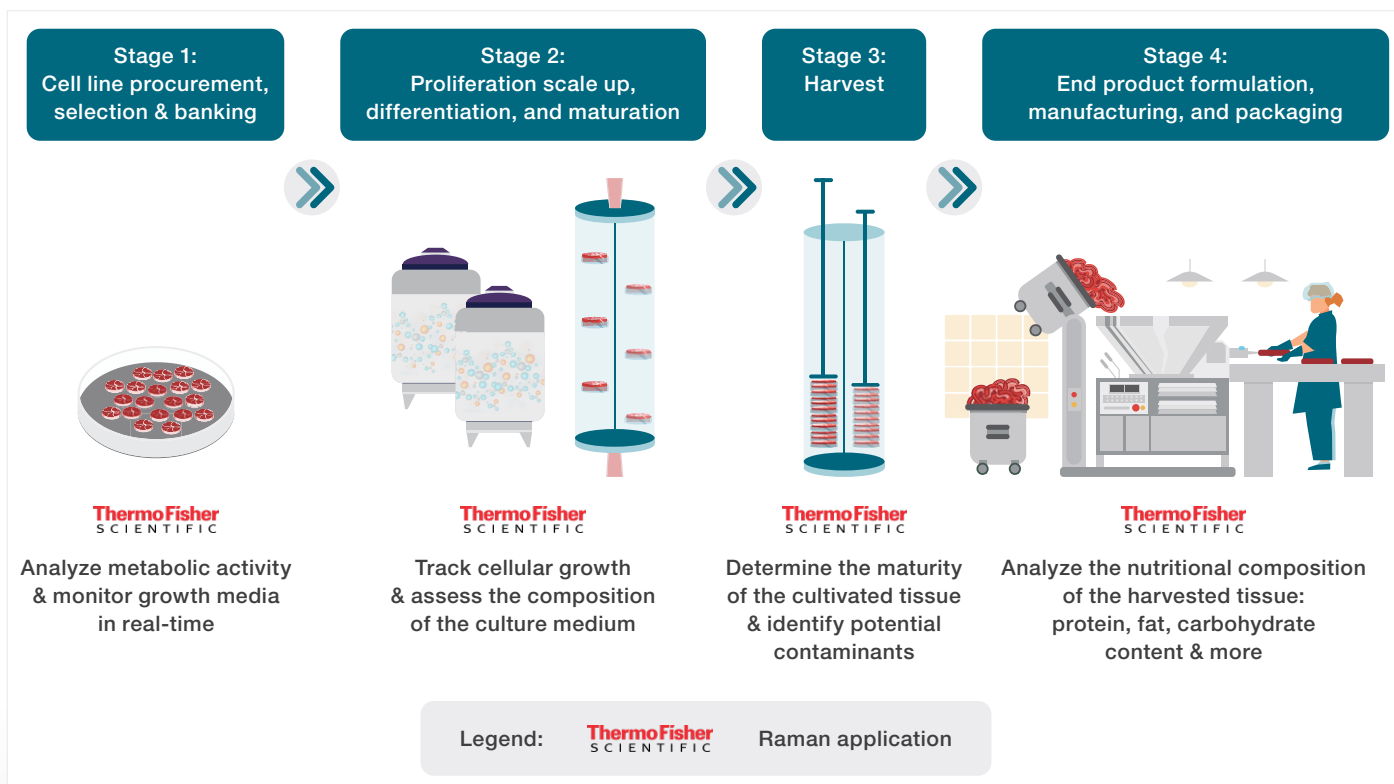 Stage 1:
Cell line procurement,
selection & banking
Stage 2:
Proliferation scale up,
differentiation, and maturation
Stage 3:
Harvest
Stage 4:
End product formulation,
manufacturing, and packaging
ThermoFisher
SCIENTIFIC
Analyze metabolic activity
& monitor growth media
in real-time
ThermoFisher
SCIENTIFIC
Track cellular growth
& assess the composition
of the culture medium
ThermoFisher
SCIENTIFIC
Determine the maturity
of the cultivated tissue
& identify potential
contaminants
ThermoFisher
SCIENTIFIC
Analyze the nutritional composition
of the harvested tissue:
protein, fat, carbohydrate
content & more
Legend:
ThermoFisher
SCIENTIFIC
Raman application